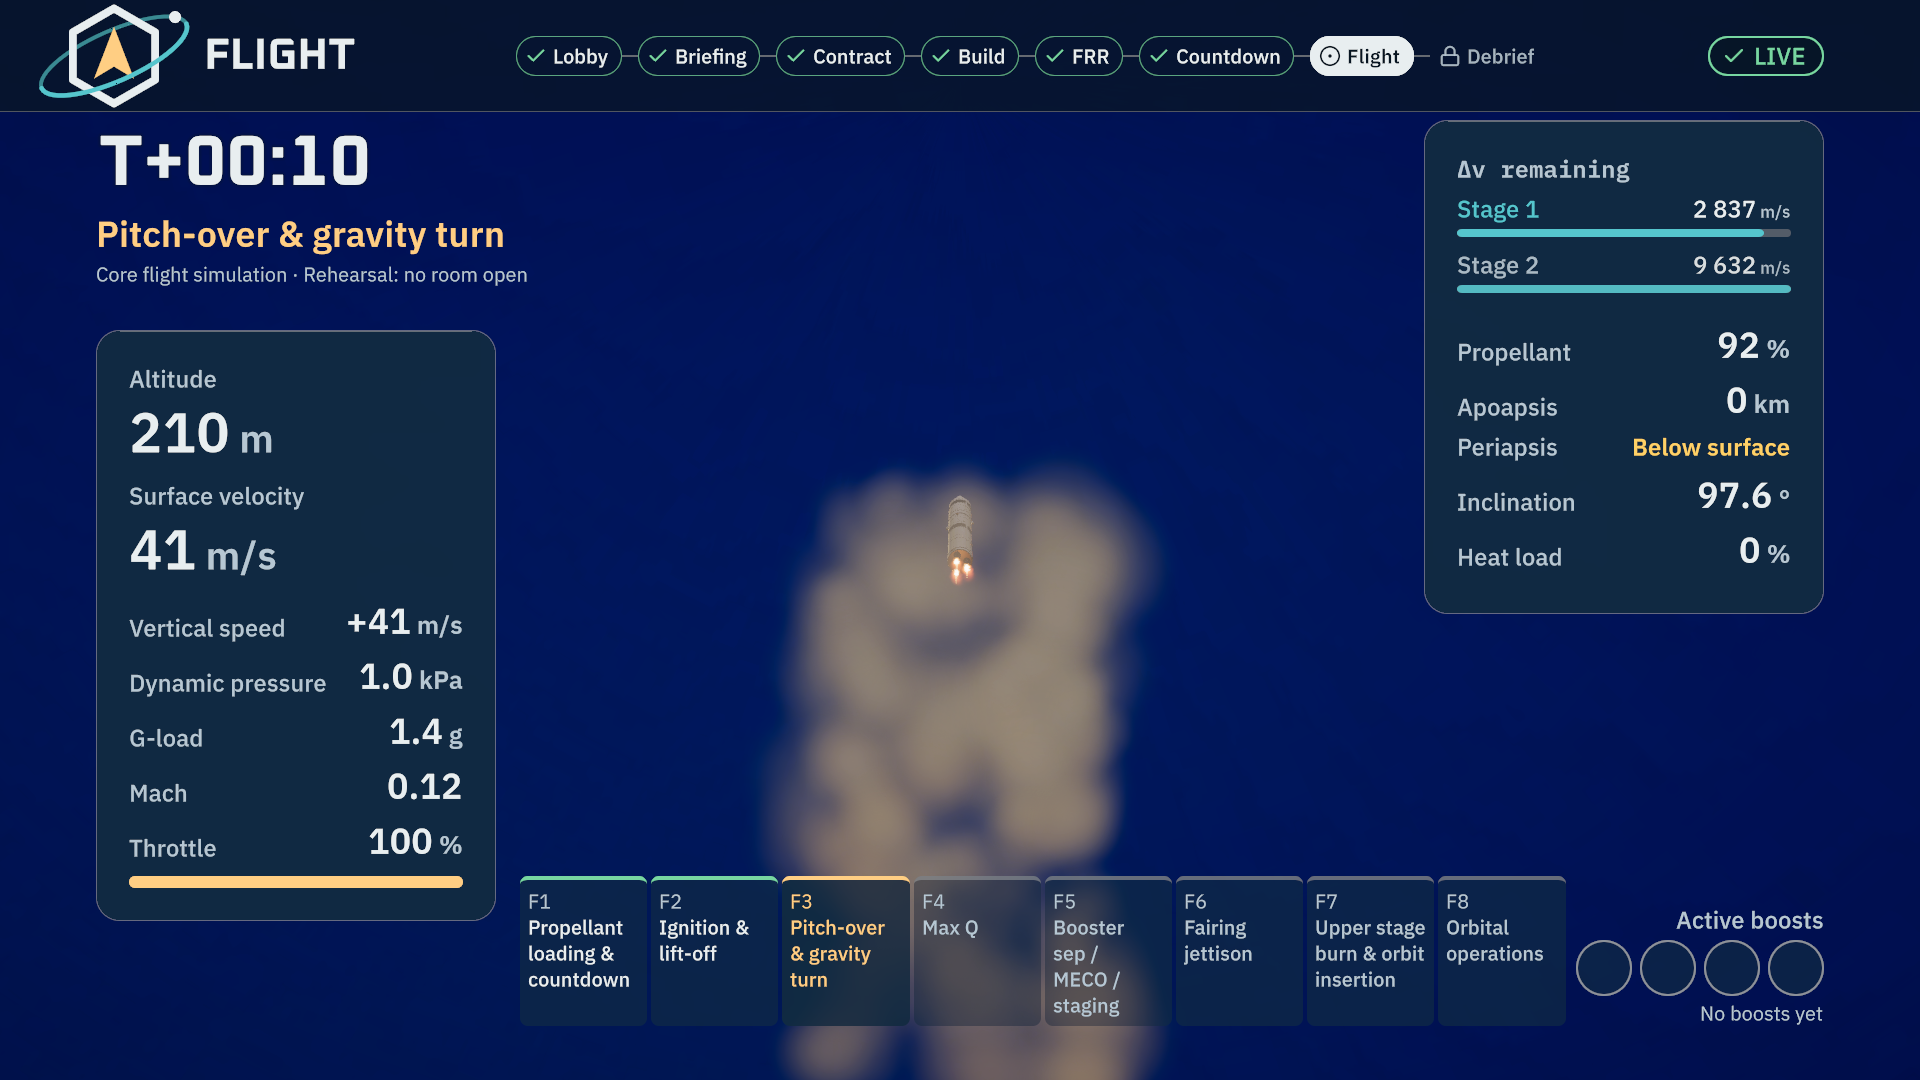 FLIGHT
Lobby
Briefing
Contract
Build
FRR
Countdown
Flight
Debrief
LIVE
T+00:10
Pitch-over & gravity turn
Core flight simulation · Rehearsal: no room open
Altitude
210 m
Surface velocity
41 m/s
Vertical speed +41 m/s
Dynamic pressure 1.0 kPa
G-load 1.4 g
Mach 0.12
Throttle 100 %
Δv remaining
Stage 1 2 837 m/s
Stage 2 9 632 m/s
Propellant 92 %
Apoapsis 0 km
Periapsis Below surface
Inclination 97.6 °
Heat load 0 %
F1
Propellant
loading &
countdown
F2
Ignition &
lift-off
F3
Pitch-over
& gravity
turn
F4
Max Q
F5
Booster
sep /
MECO /
staging
F6
Fairing
jettison
F7
Upper stage
burn & orbit
insertion
F8
Orbital
operations
Active boosts
No boosts yet